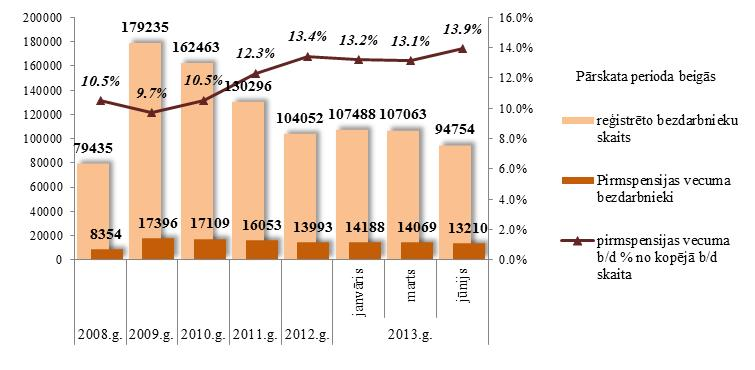 200000
180000
160000
140000
120000
100000
80000
60000
40000
20000
0
16.0%
14.0%
12.0%
10.0%
8.0%
6.0%
4.0%
2.0%
0.0%
79435
179235
162463
130296
104052
107488
107063
94754
10.5%
9.7%
10.5%
12.3%
13.4%
13.2%
13.1%
13.9%
8354
17396
17109
16053
13993
14188
14069
13210
janvāris
marts
jūnijs
2008.g.
2009.g.
2010.g.
2011.g.
2012.g.
2013.g.
Pārskata perioda beigās
reģistrēto bezdarbnieku
skaits
Pirmspensijas vecuma
bezdarbnieki
pirmspensijas vecuma
b/d % no kopējā b/d
skaita